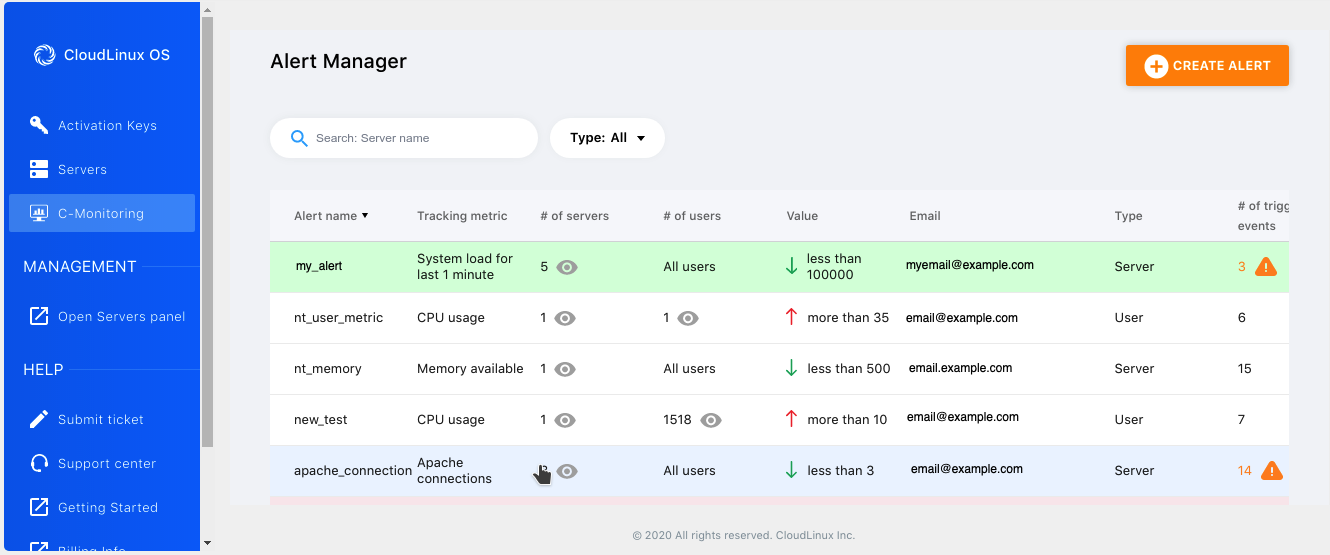 CloudLinux OS
Activation Keys
Servers
C-Monitoring
MANAGEMENT
Open Servers panel
HELP
Submit ticket
Support center
Getting Started
Billing Info
Alert Manager
CREATE ALERT
Search: Server name
Type: All
Alert name Tracking metric # of servers # of users Value Email Type # of trigg
events
my_alert System load for last 1 minute 5 All users less than 100000 myemail@example.com Server 3
nt_user_metric CPU usage 1 1 more than 35 email@example.com User 6
nt_memory Memory available 1 All users less than 500 email.example.com Server 15
new_test CPU usage 1 1518 more than 10 email@example.com User 7
apache_connection Apache connections All users less than 3 email@example.com Server 14
© 2020 All rights reserved. CloudLinux Inc.